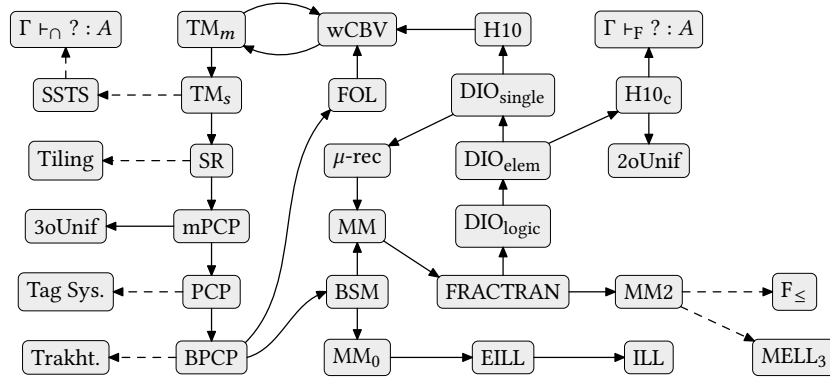 Γ ⊢∩ ? : A TMₘ wCBV H10 Γ ⊢F ? : A
SSTS TMₛ FOL DIOsingle H10c
Tiling SR μ-rec DIOelem 2oUnif
3oUnif mPCP MM DIOlogic
Tag Sys. PCP BSM FRACTRAN MM2 F≤
Trakht. BPCP MM₀ EILL ILL MELL₃